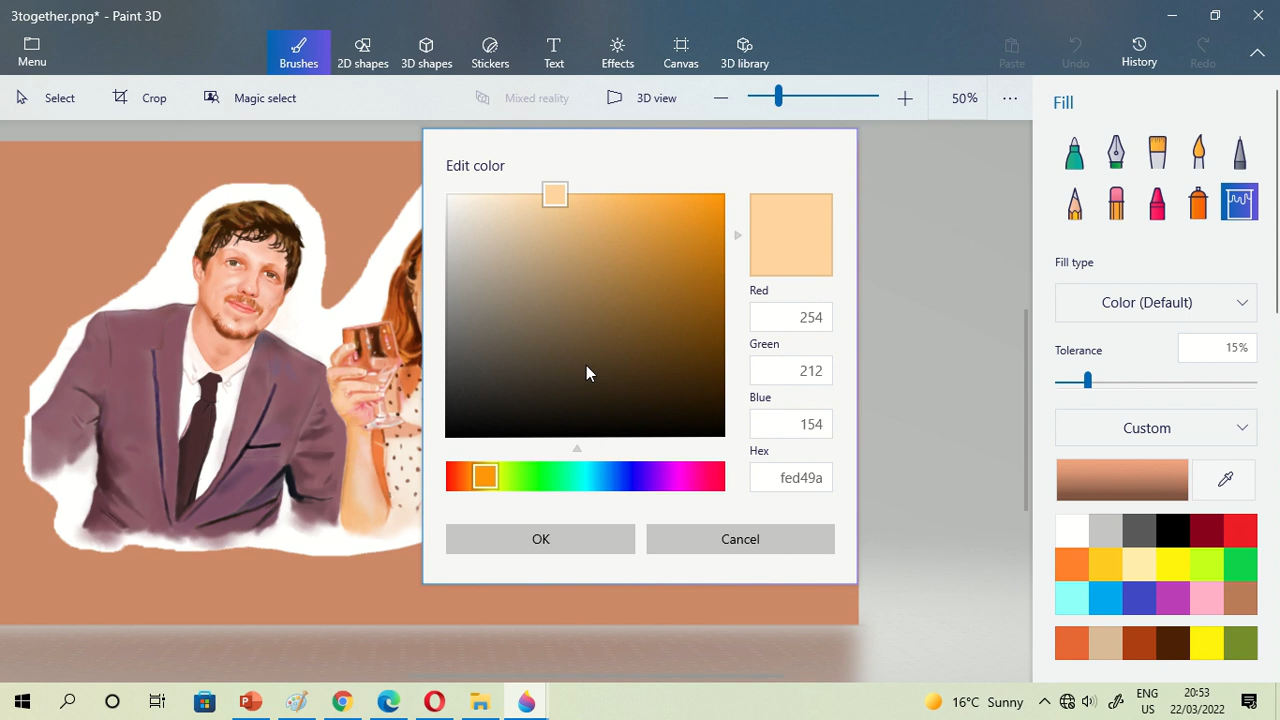 3together.png* - Paint 3D
Menu
Brushes
2D shapes
3D shapes
Stickers
Text
Effects
Canvas
3D library
Paste
Undo
History
Redo
Select
Crop
Magic select
Mixed reality
3D view
50%
Fill
Edit color
Red
254
Green
212
Blue
154
Hex
fed49a
OK
Cancel
Fill type
Color (Default)
Tolerance
15%
Custom
16°C Sunny
ENG
US
20:53
22/03/2022